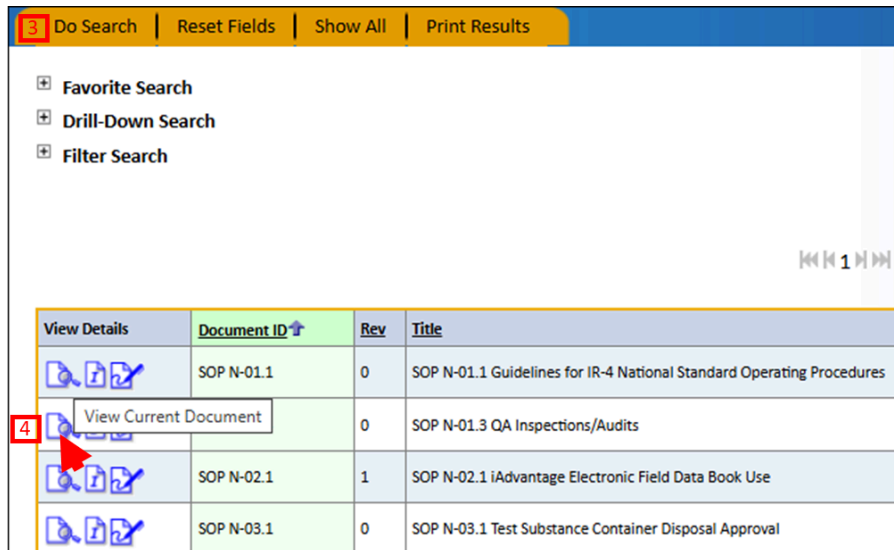 3 Do Search Reset Fields Show All Print Results
Favorite Search
Drill-Down Search
Filter Search
1
View Details Document ID Rev Title
SOP N-01.1 0 SOP N-01.1 Guidelines for IR-4 National Standard Operating Procedures
View Current Document
4 0 SOP N-01.3 QA Inspections/Audits
SOP N-02.1 1 SOP N-02.1 iAdvantage Electronic Field Data Book Use
SOP N-03.1 0 SOP N-03.1 Test Substance Container Disposal Approval